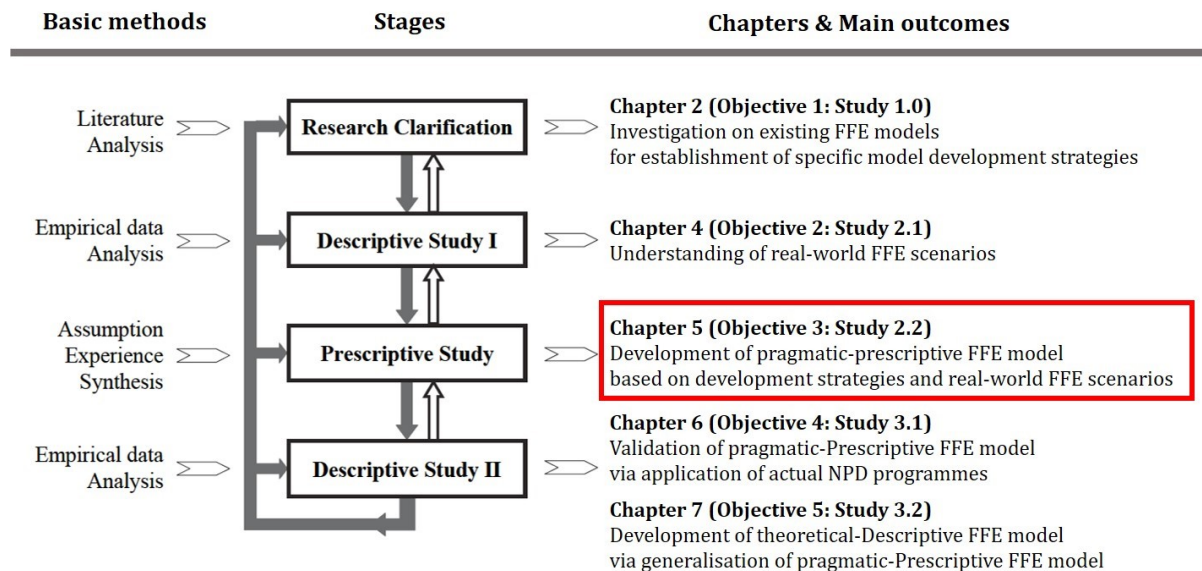 Basic methods
Stages
Chapters & Main outcomes
Literature
Analysis
Research Clarification
Chapter 2 (Objective 1: Study 1.0)
Investigation on existing FFE models
for establishment of specific model development strategies
Empirical data
Analysis
Descriptive Study I
Chapter 4 (Objective 2: Study 2.1)
Understanding of real-world FFE scenarios
Assumption
Experience
Synthesis
Prescriptive Study
Chapter 5 (Objective 3: Study 2.2)
Development of pragmatic-prescriptive FFE model
based on development strategies and real-world FFE scenarios
Empirical data
Analysis
Descriptive Study II
Chapter 6 (Objective 4: Study 3.1)
Validation of pragmatic-Prescriptive FFE model
via application of actual NPD programmes
Chapter 7 (Objective 5: Study 3.2)
Development of theoretical-Descriptive FFE model
via generalisation of pragmatic-Prescriptive FFE model